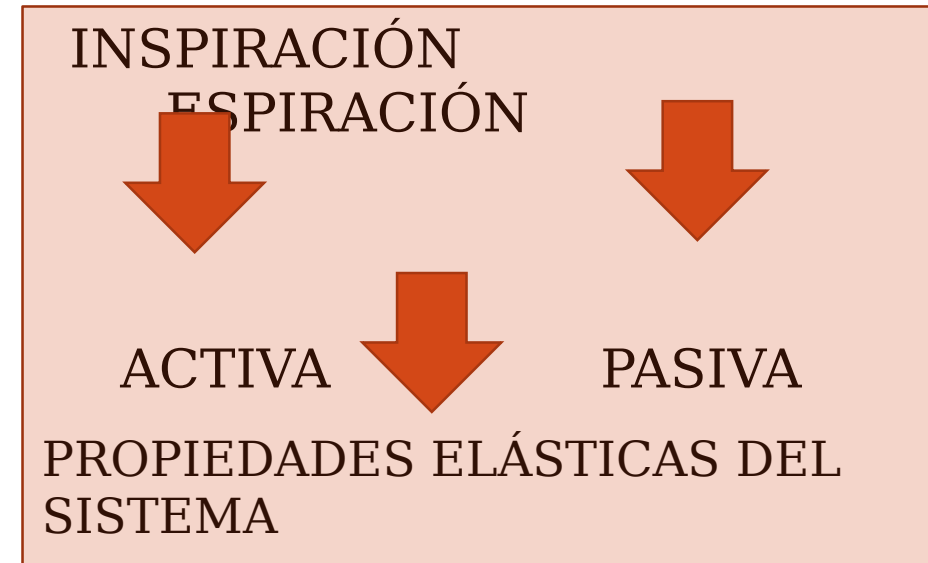 INSPIRACIÓN
ESPIRACIÓN
ACTIVA PASIVA
PROPIEDADES ELÁSTICAS DEL
SISTEMA